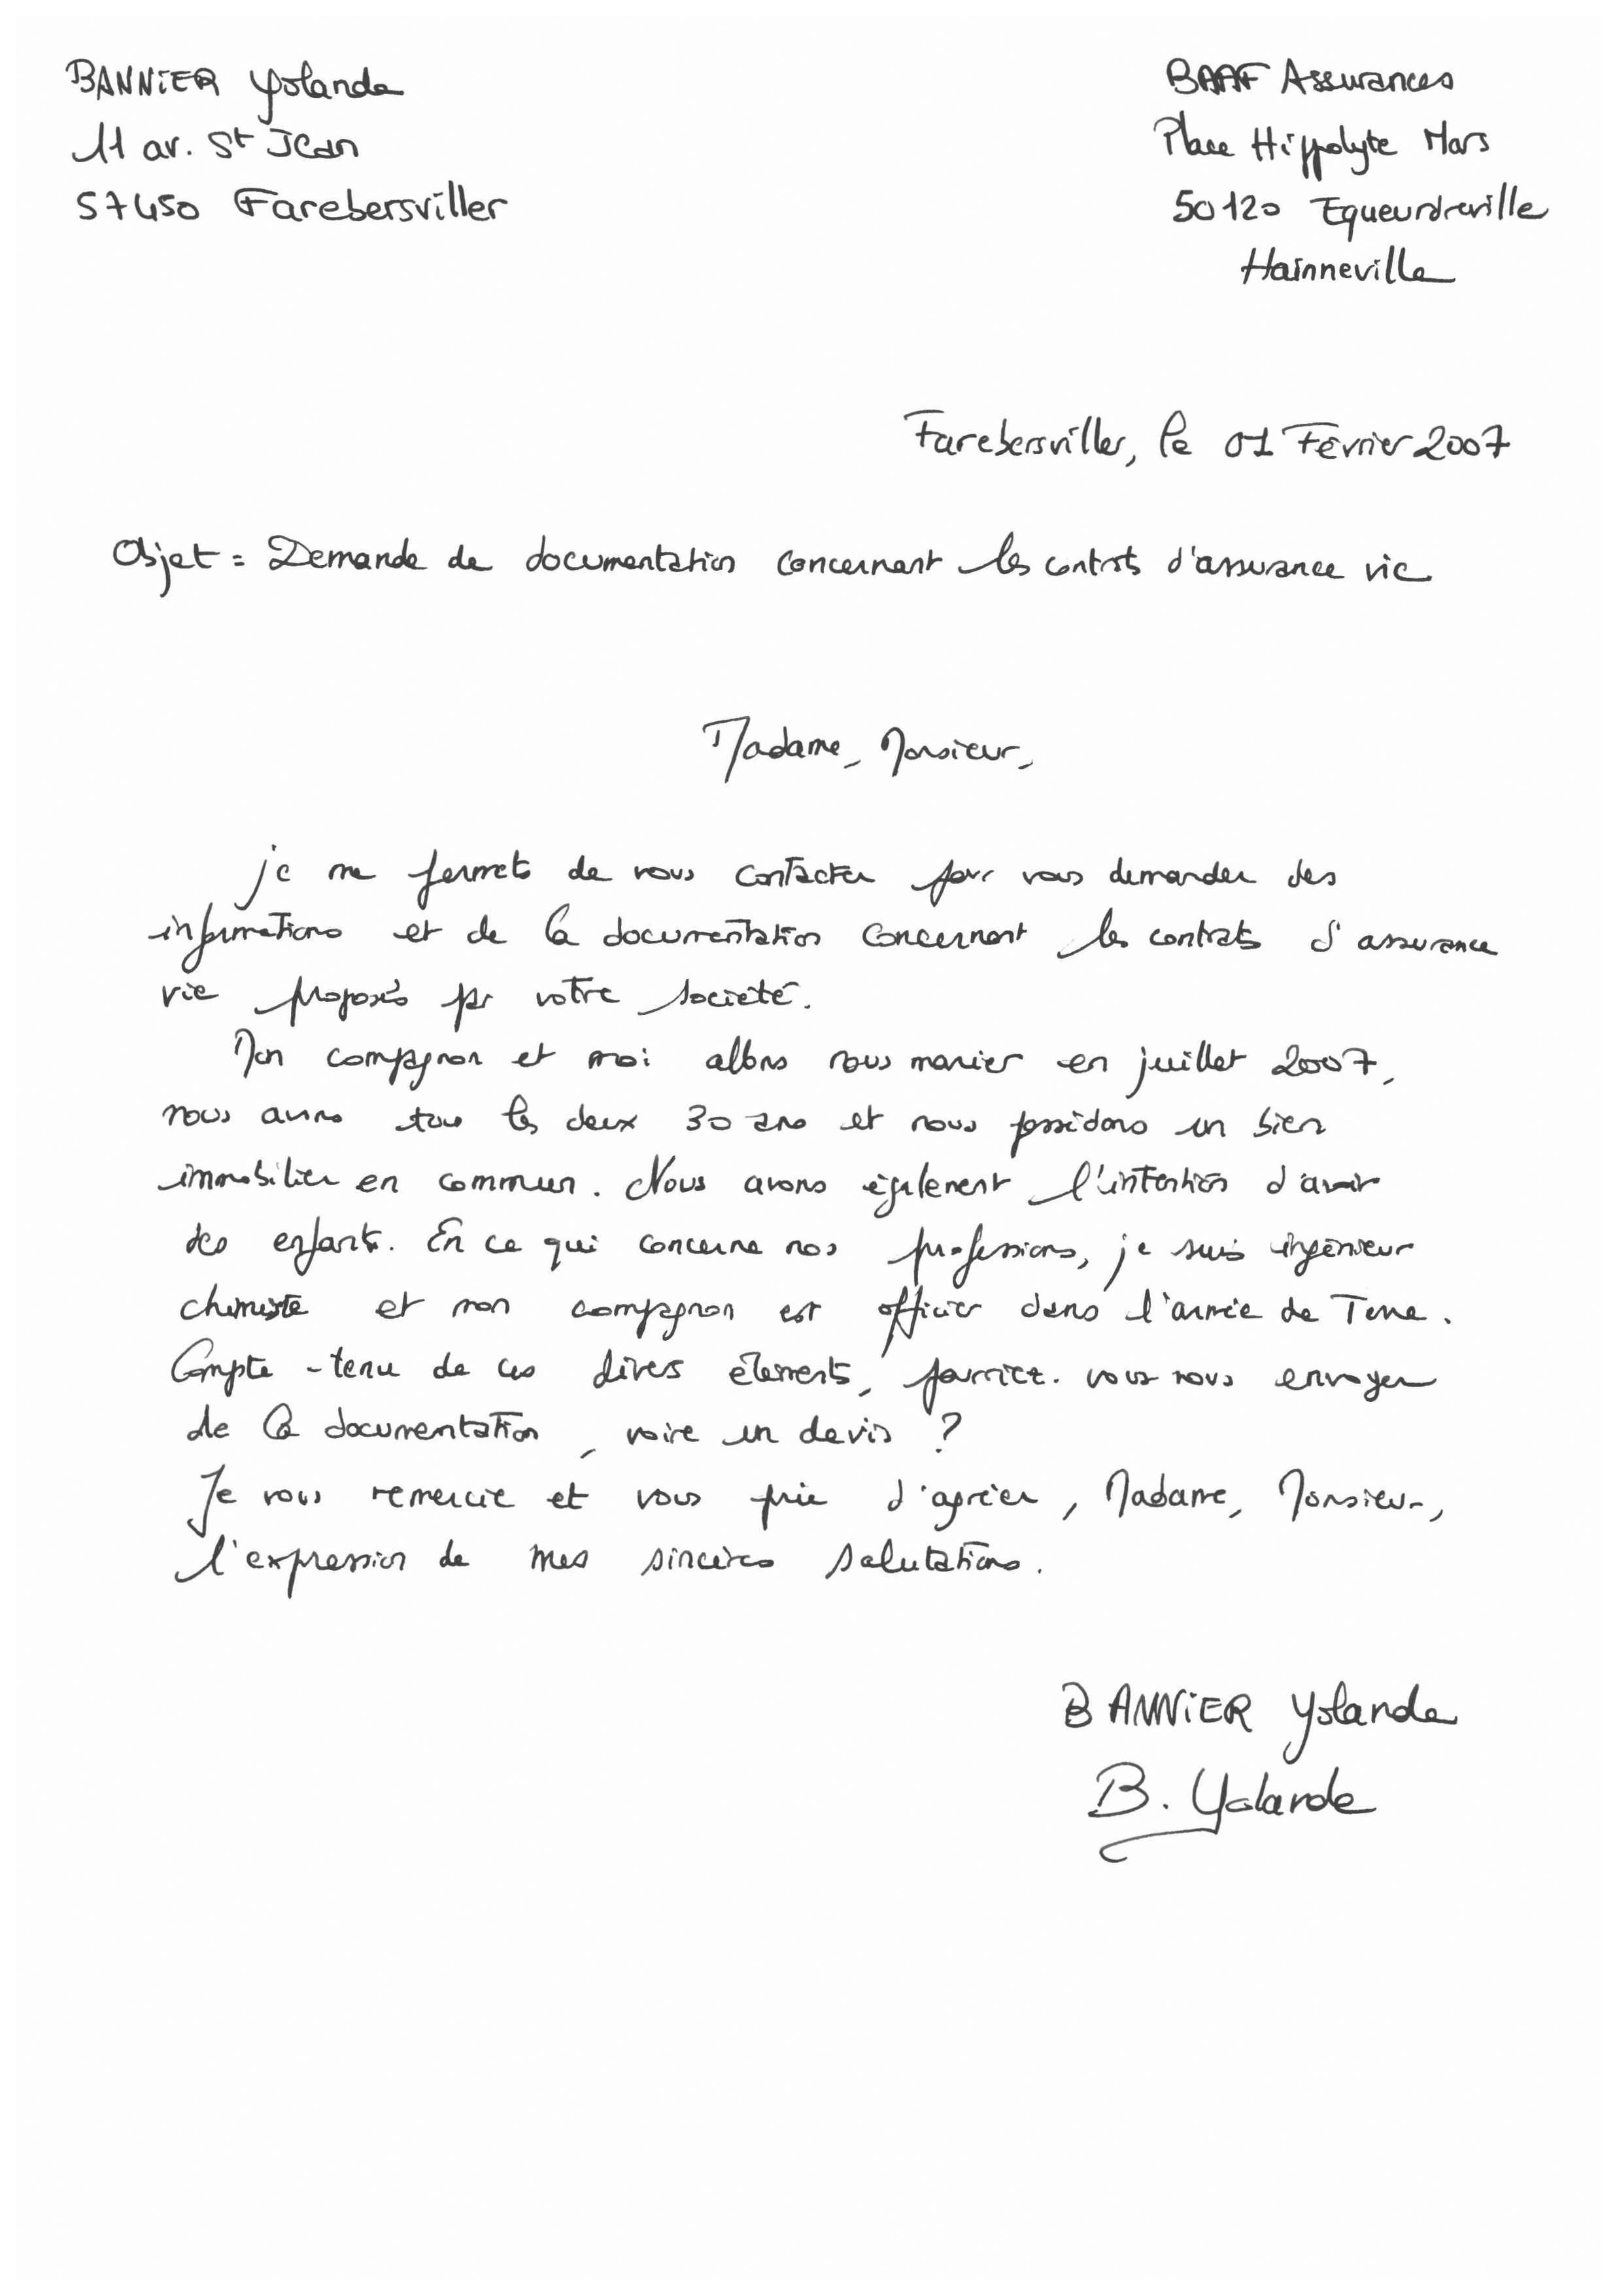 BANNIER Yolanda
11 av. St Jean
57450 Farebersviller
BAAF Assurances
Place Hippolyte Mars
50120 Equeurdreville
Hainneville
Farebersviller, le 01 Février 2007
Objet = Demande de documentation concernant les contrats d'assurance vie
Madame, Monsieur,
je me permets de vous contacter pour vous demander des
informations et de la documentation concernant les contrats d'assurance
vie proposés par votre société.
Mon compagnon et moi allons nous marier en juillet 2007,
nous avons tous les deux 30 ans et nous possédons un bien
immobilier en commun. Nous avons également l'intention d'avoir
des enfants. En ce qui concerne nos professions, je suis ingénieur
chimiste et mon compagnon est officier dans l'armée de Terre.
Compte-tenu de ces divers éléments, pourriez-vous nous envoyer
de la documentation, voire un devis ?
Je vous remercie et vous prie d'agréer, Madame, Monsieur,
l'expression de mes sincères salutations.
BANNIER Yolanda
B. Yolande